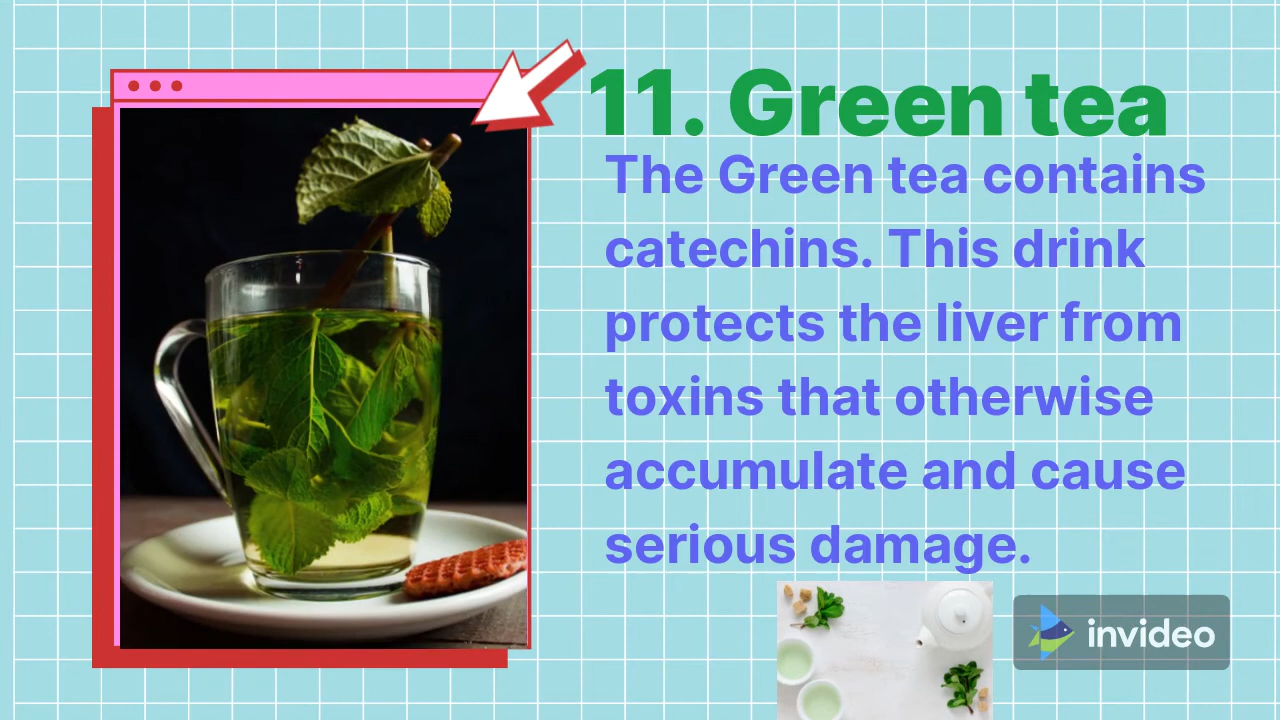 11. Green tea
The Green tea contains
catechins. This drink
protects the liver from
toxins that otherwise
accumulate and cause
serious damage.
invideo